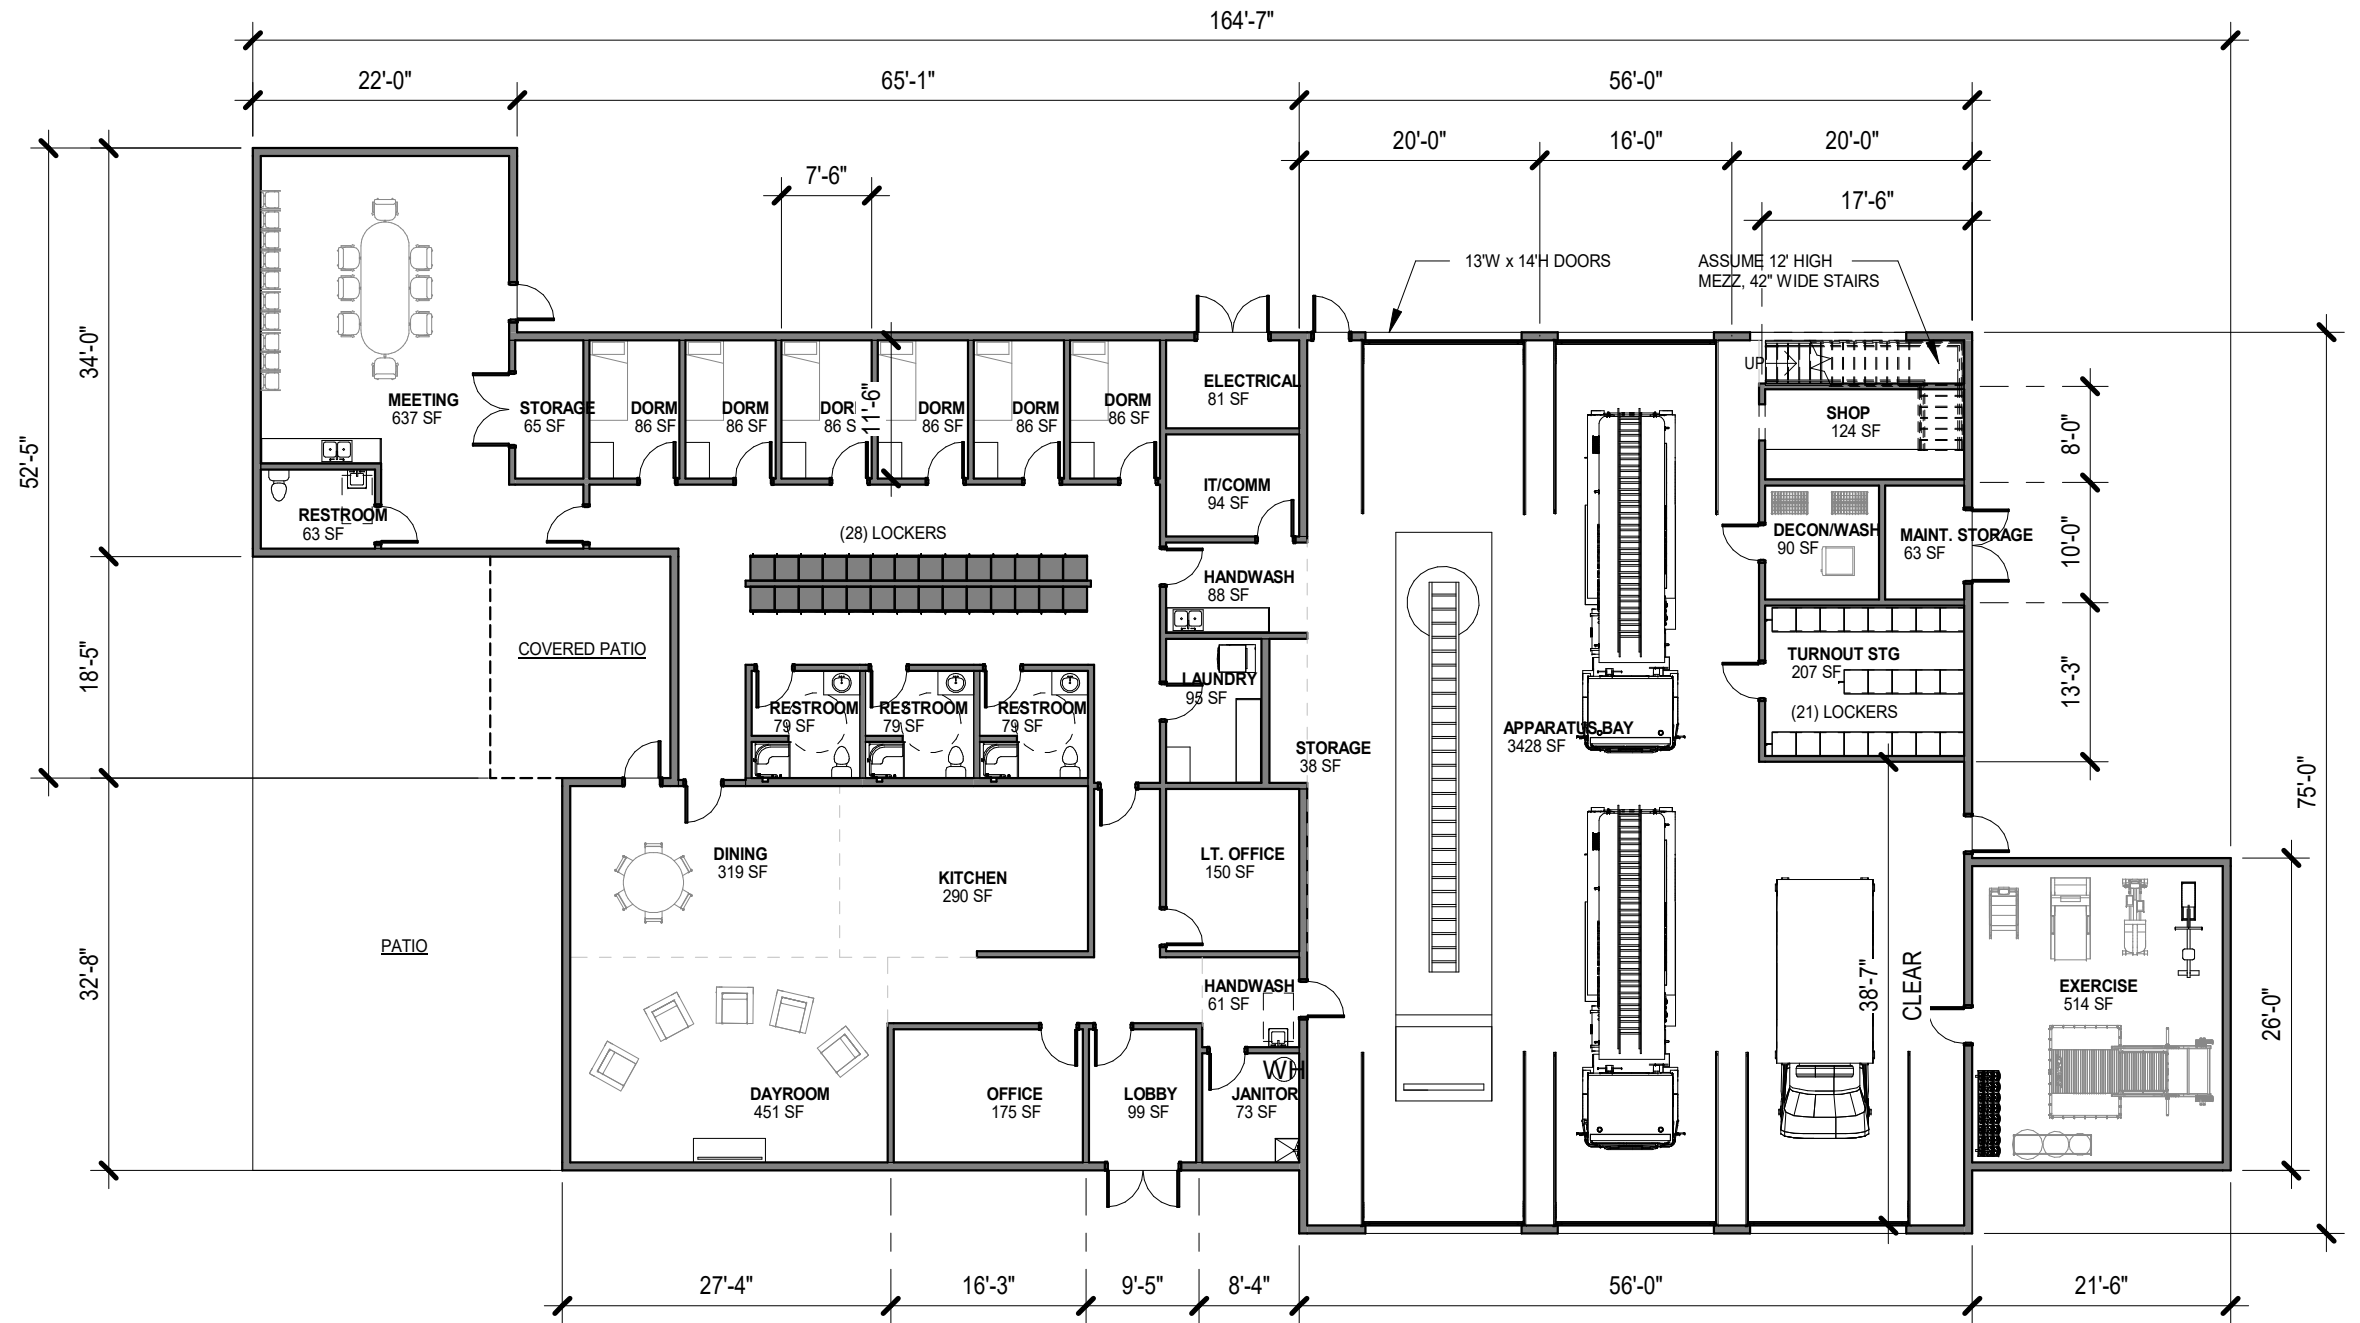 164'-7"
22'-0"
65'-1"
56'-0"
20'-0"
16'-0"
20'-0"
7'-6"
17'-6"
13'W x 14'H DOORS
ASSUME 12' HIGH
MEZZ, 42" WIDE STAIRS
34'-0"
52'-5"
18'-5"
32'-8"
UP
ELECTRICAL
81 SF
MEETING
637 SF
STORAGE
65 SF
DORM
86 SF
DORM
86 SF
DOR
86 S
11'-6"
DORM
86 SF
DORM
86 SF
DORM
86 SF
SHOP
124 SF
8'-0"
IT/COMM
94 SF
RESTROOM
63 SF
(28) LOCKERS
DECON/WASH
90 SF
MAINT. STORAGE
63 SF
10'-0"
HANDWASH
88 SF
COVERED PATIO
TURNOUT STG
207 SF
(21) LOCKERS
13'-3"
LAUNDRY
95 SF
RESTROOM
79 SF
RESTROOM
79 SF
RESTROOM
79 SF
STORAGE
38 SF
APPARATUS BAY
3428 SF
75'-0"
DINING
319 SF
KITCHEN
290 SF
LT. OFFICE
150 SF
PATIO
HANDWASH
61 SF
38'-7"
CLEAR
EXERCISE
514 SF
26'-0"
WH
DAYROOM
451 SF
OFFICE
175 SF
LOBBY
99 SF
JANITOR
73 SF
27'-4"
16'-3"
9'-5"
8'-4"
56'-0"
21'-6"